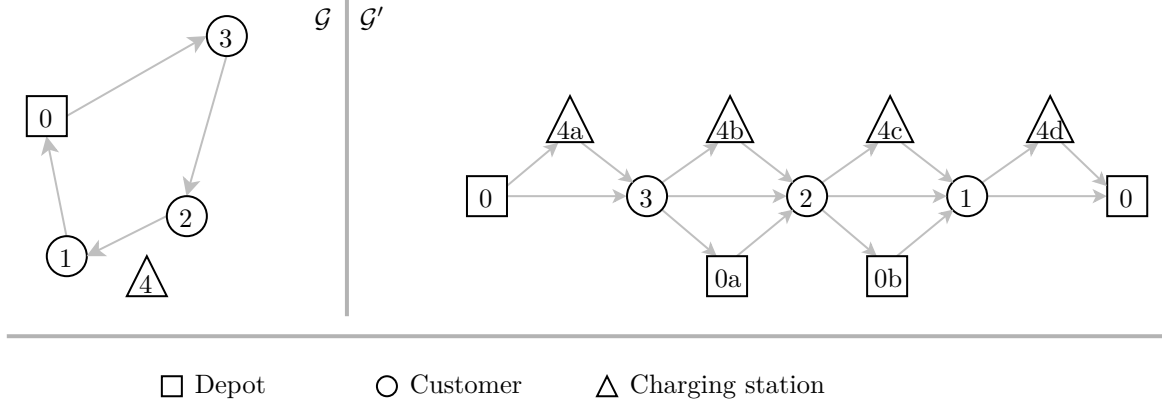 𝒢 𝒢′
3
0
4a 4b 4c 4d
0 3 2 1 0
2
1
4
0a 0b
Depot Customer Charging station